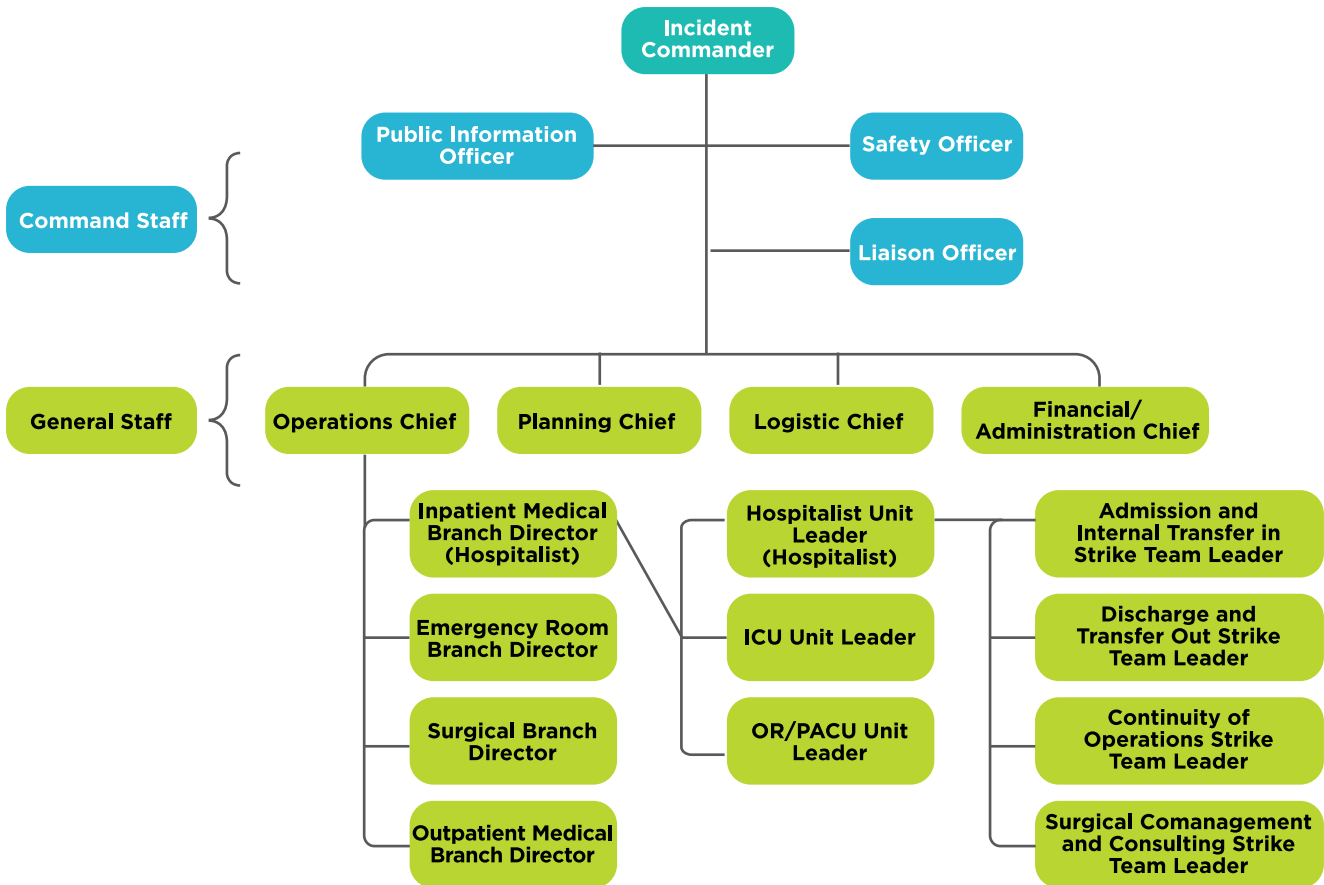 Incident
Commander
Public Information
Officer
Safety Officer
Command Staff
Liaison Officer
General Staff
Operations Chief
Planning Chief
Logistic Chief
Financial/
Administration Chief
Inpatient Medical
Branch Director
(Hospitalist)
Hospitalist Unit
Leader
(Hospitalist)
Admission and
Internal Transfer in
Strike Team Leader
Emergency Room
Branch Director
ICU Unit Leader
Discharge and
Transfer Out Strike
Team Leader
Surgical Branch
Director
OR/PACU Unit
Leader
Continuity of
Operations Strike
Team Leader
Outpatient Medical
Branch Director
Surgical Comanagement
and Consulting Strike
Team Leader